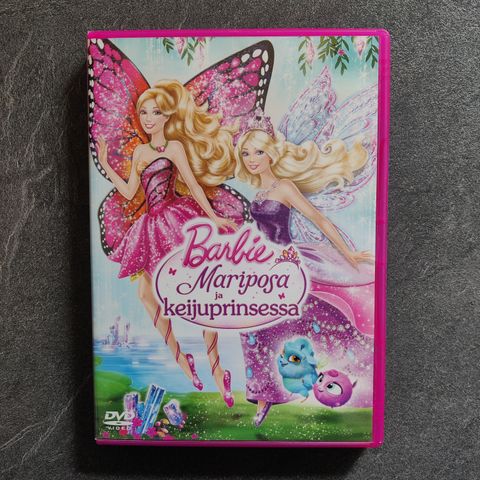 Barbie
Mariposa
ja
keijuprinsessa
DVD
VIDEO